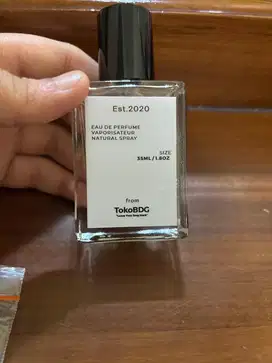 Est.2020
EAU DE PERFUME
VAPORISATEUR
NATURAL SPRAY
SIZE
35ML/1.8OZ
from
TokoBDG